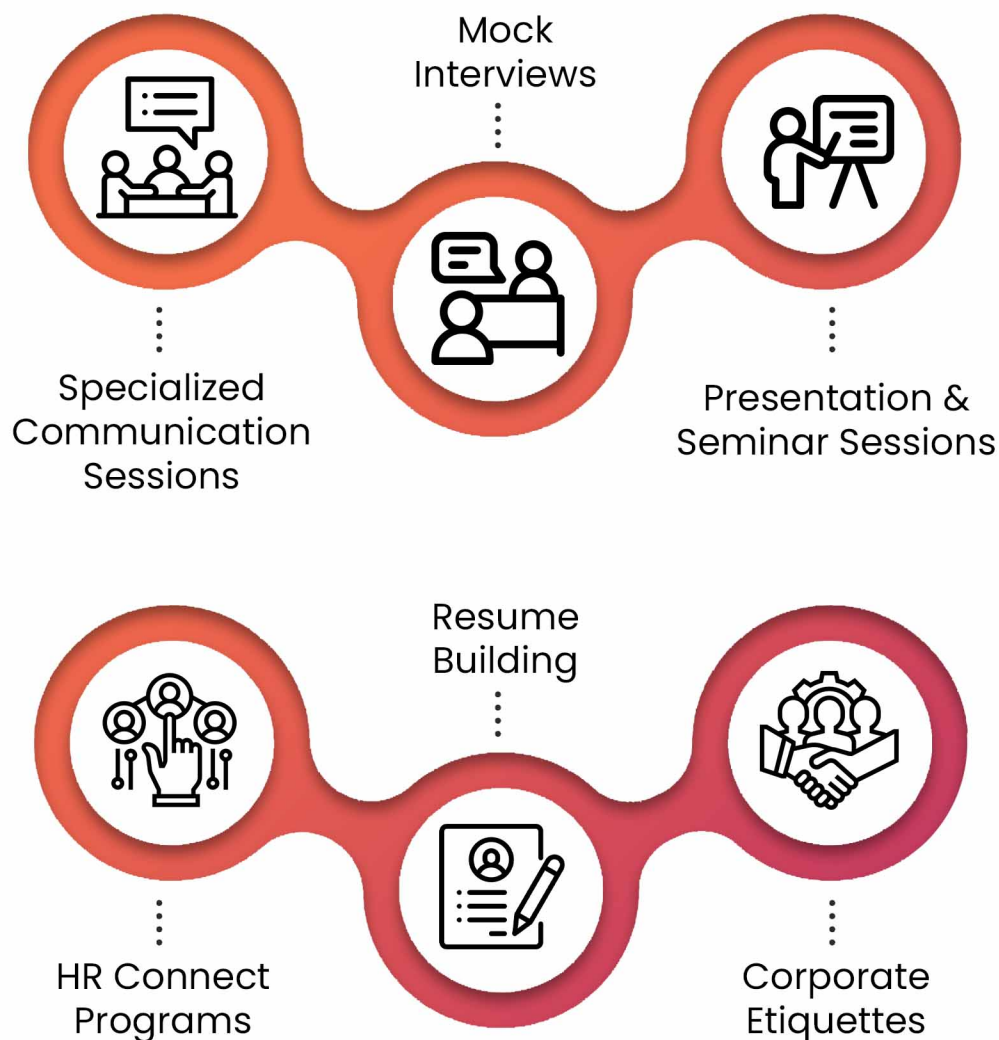 Mock
Interviews
Specialized
Communication
Sessions
Presentation &
Seminar Sessions
Resume
Building
HR Connect
Programs
Corporate
Etiquettes